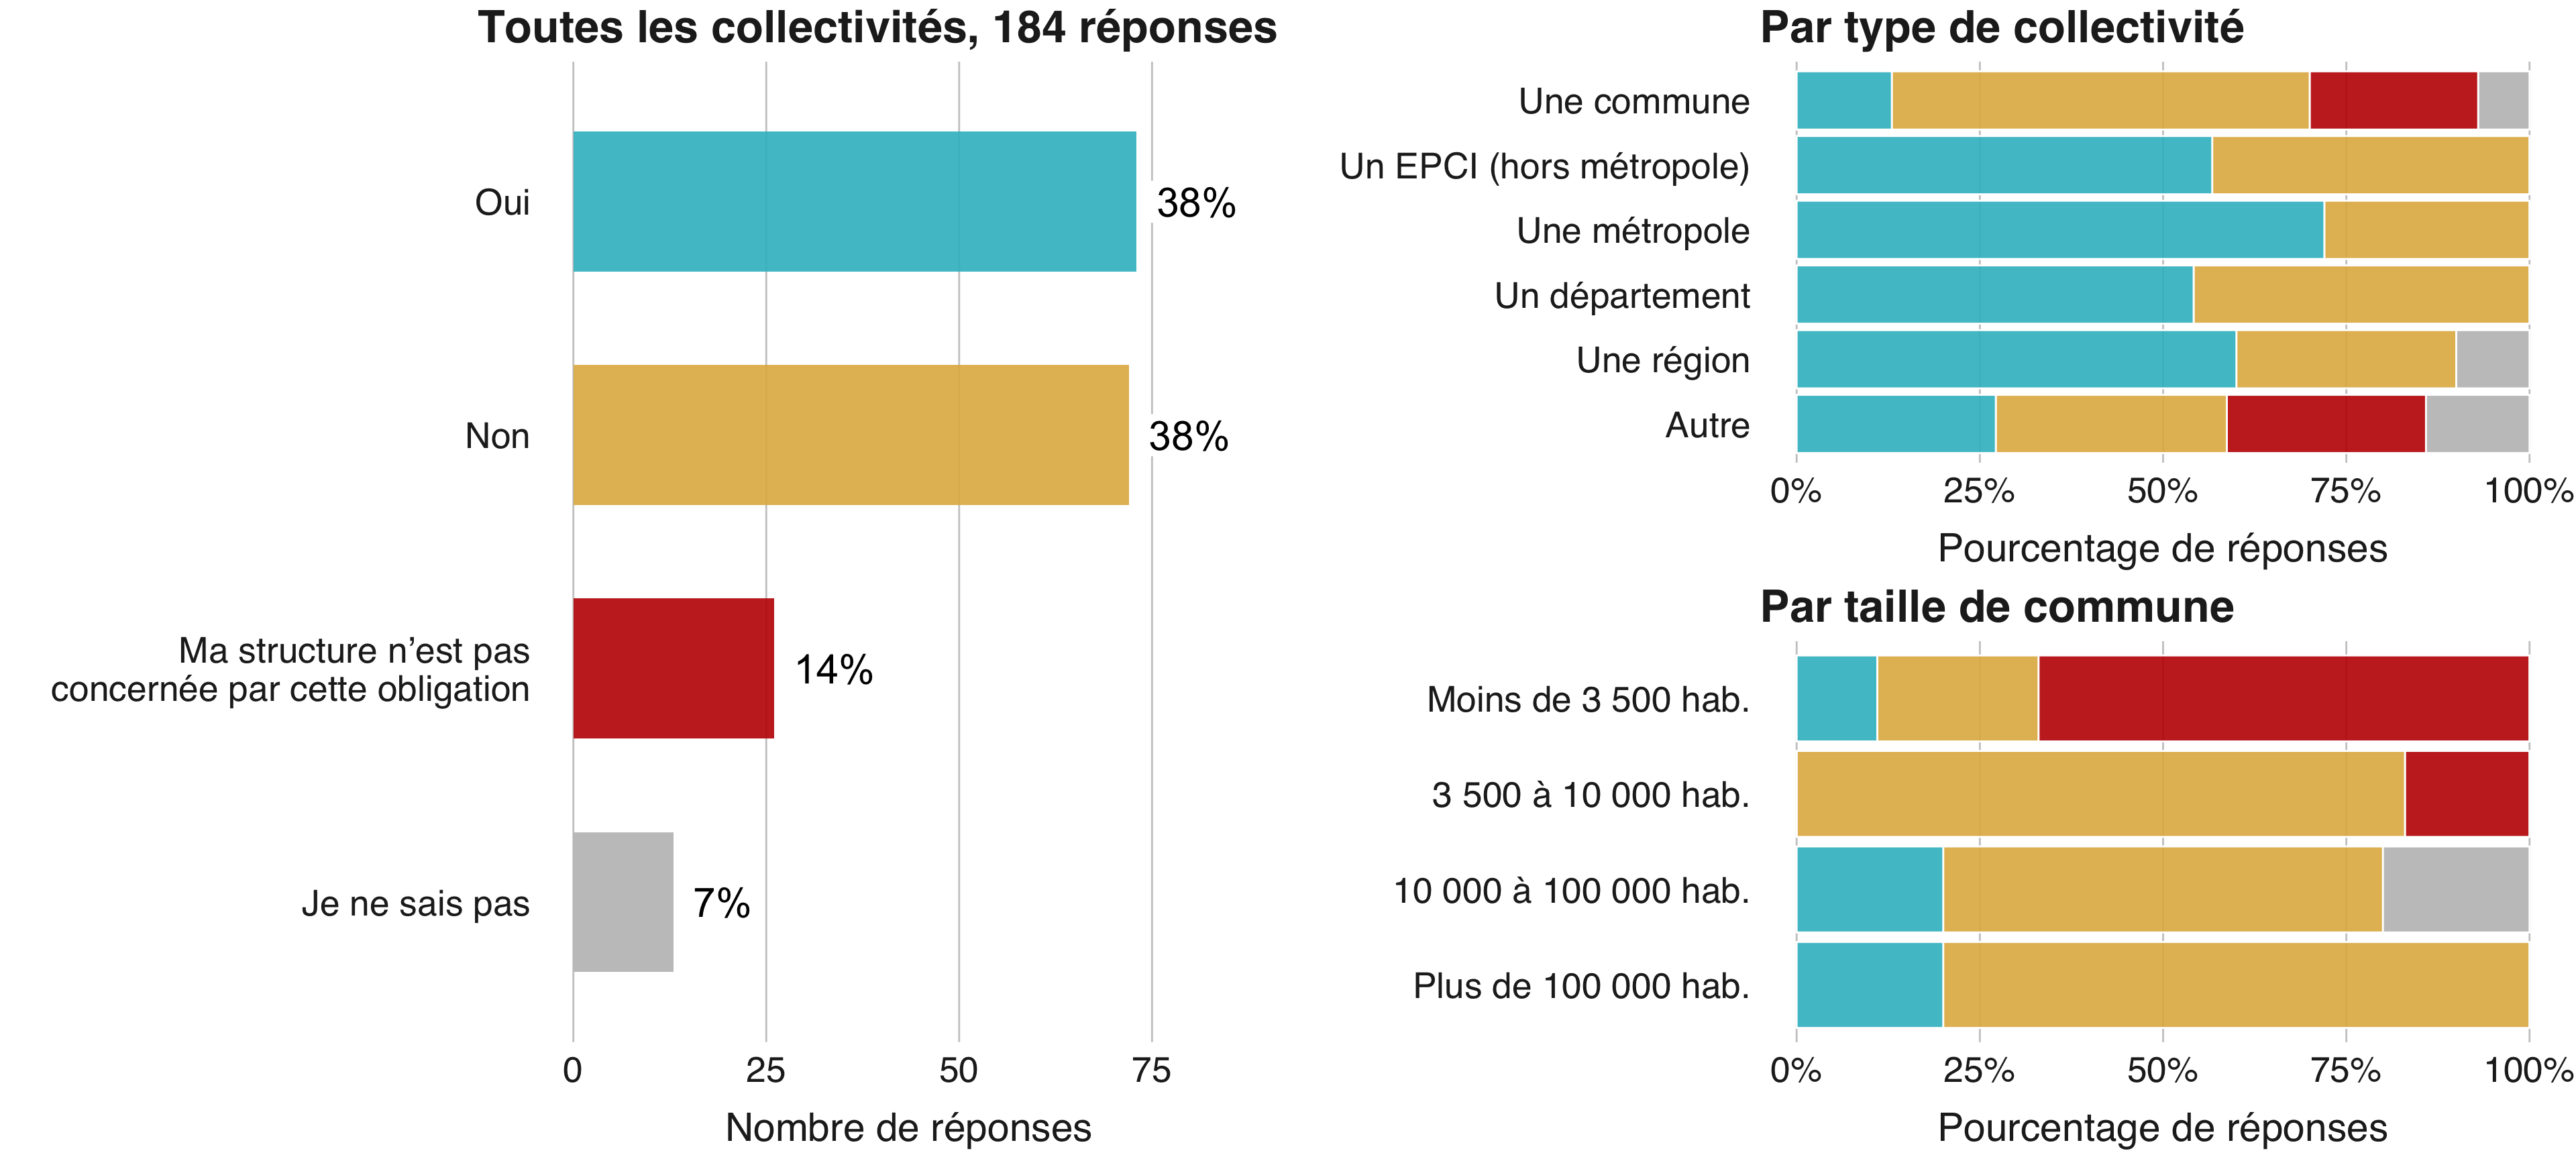 Toutes les collectivités, 184 réponses
Oui
38%
Non
38%
Ma structure n’est pas
concernée par cette obligation
14%
Je ne sais pas
7%
0 25 50 75
Nombre de réponses
Par type de collectivité
Une commune
Un EPCI (hors métropole)
Une métropole
Un département
Une région
Autre
0% 25% 50% 75% 100%
Pourcentage de réponses
Par taille de commune
Moins de 3 500 hab.
3 500 à 10 000 hab.
10 000 à 100 000 hab.
Plus de 100 000 hab.
0% 25% 50% 75% 100%
Pourcentage de réponses